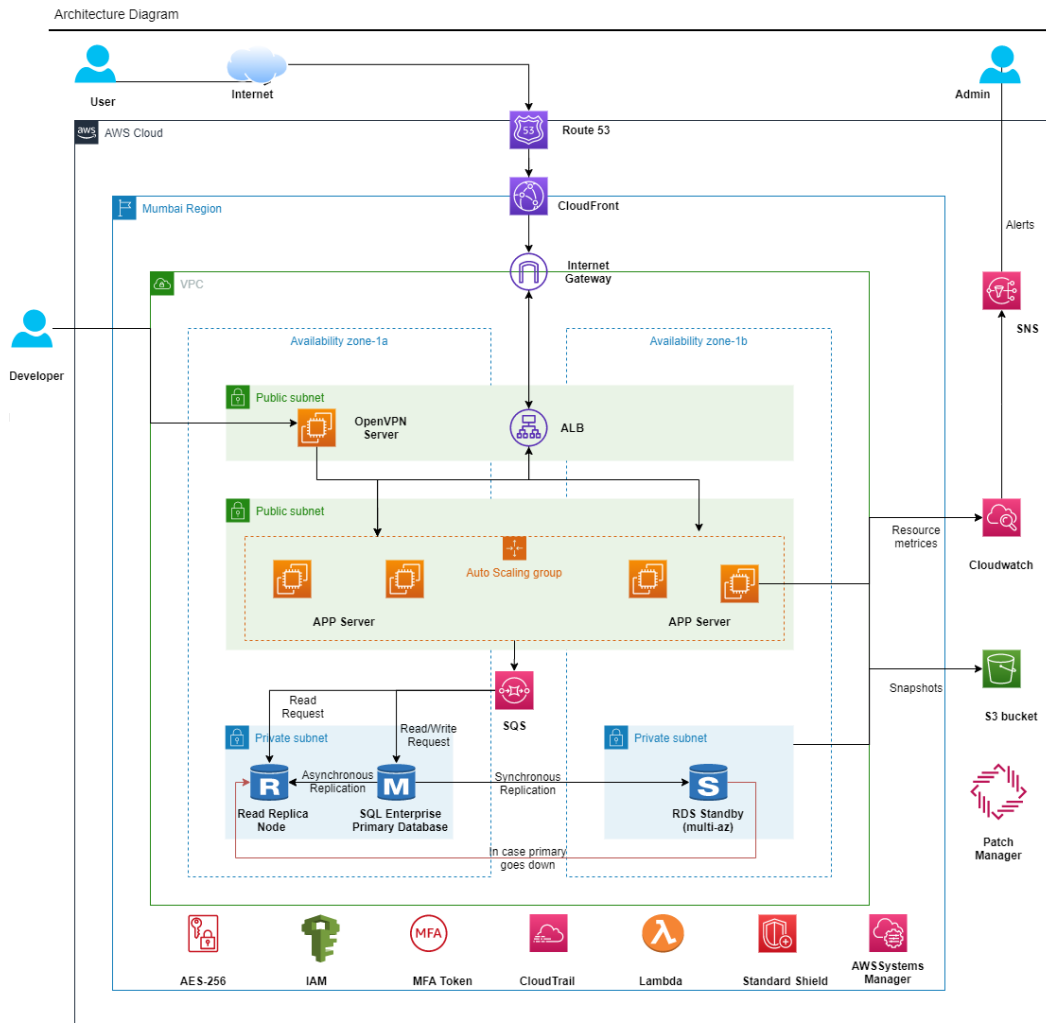 Architecture Diagram
User
Internet
Admin
aws
AWS Cloud
53
Route 53
Mumbai Region
CloudFront
Alerts
Internet
Gateway
VPC
SNS
Developer
Availability zone-1a
Availability zone-1b
Public subnet
OpenVPN
Server
ALB
Public subnet
Auto Scaling group
APP Server
APP Server
Resource
metrices
Cloudwatch
Read
Request
SQS
Snapshots
S3 bucket
Read/Write
Request
Private subnet
Private subnet
R
Asynchronous
Replication
M
Synchronous
Replication
S
Read Replica
Node
SQL Enterprise
Primary Database
RDS Standby
(multi-az)
In case primary
goes down
Patch
Manager
MFA
AES-256
IAM
MFA Token
CloudTrail
Lambda
Standard Shield
AWSSystems
Manager